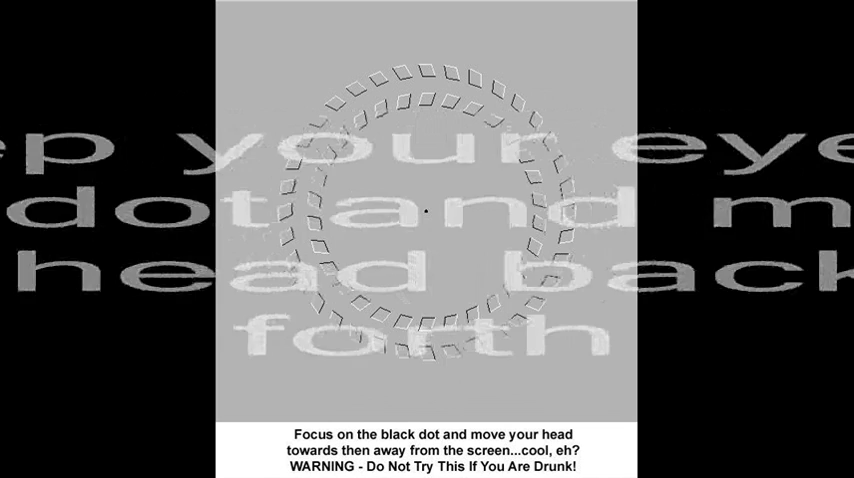 ep your eye
dot and m
head back
forth
Focus on the black dot and move your head
towards then away from the screen...cool, eh?
WARNING - Do Not Try This If You Are Drunk!